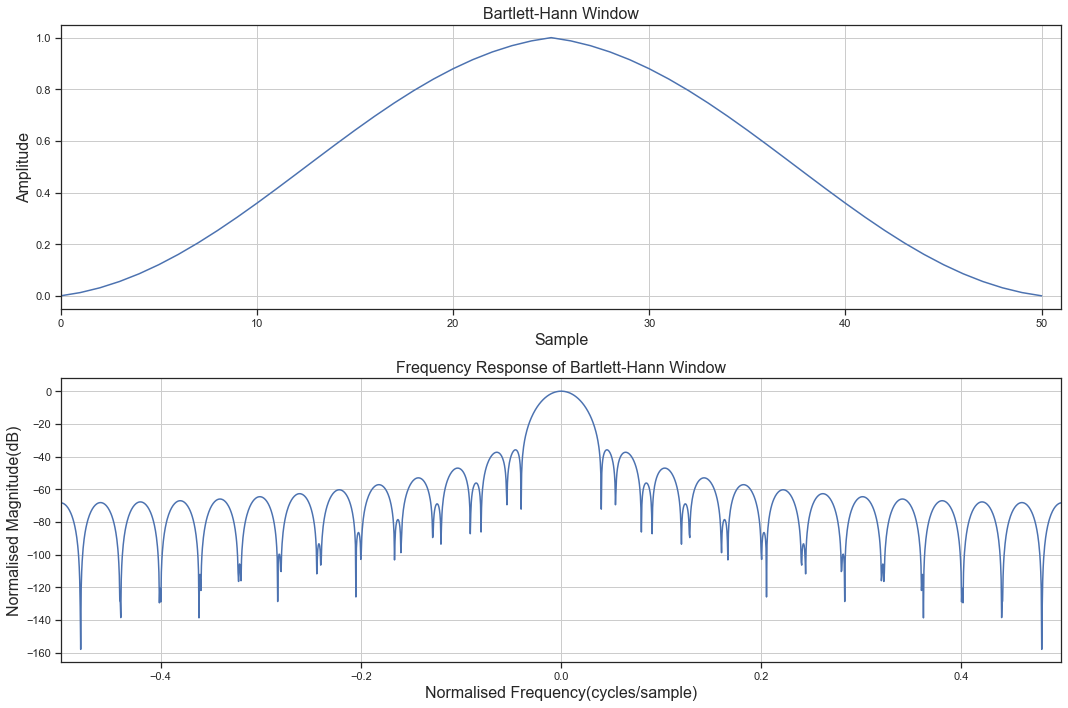 Bartlett-Hann Window
1.0
0.8
0.6
0.4
0.2
0.0
Amplitude
0 10 20 30 40 50
Sample
Frequency Response of Bartlett-Hann Window
0
−20
−40
−60
−80
−100
−120
−140
−160
Normalised Magnitude(dB)
−0.4 −0.2 0.0 0.2 0.4
Normalised Frequency(cycles/sample)